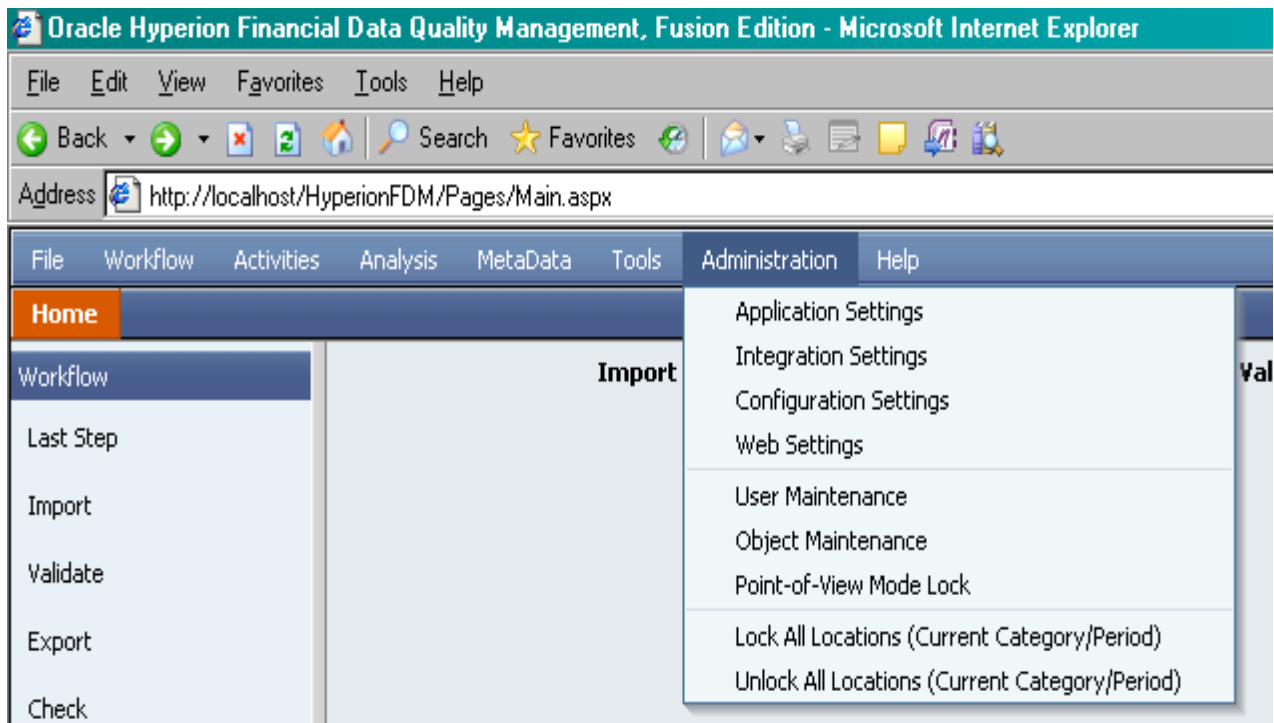 Oracle Hyperion Financial Data Quality Management, Fusion Edition - Microsoft Internet Explorer
File Edit View Favorites Tools Help
Back Search Favorites
Address http://localhost/HyperionFDM/Pages/Main.aspx
File Workflow Activities Analysis MetaData Tools Administration Help
Home
Application Settings
Integration Settings
Configuration Settings
Web Settings
User Maintenance
Object Maintenance
Point-of-View Mode Lock
Lock All Locations (Current Category/Period)
Unlock All Locations (Current Category/Period)
Workflow
Last Step
Import
Validate
Export
Check
Import
Val